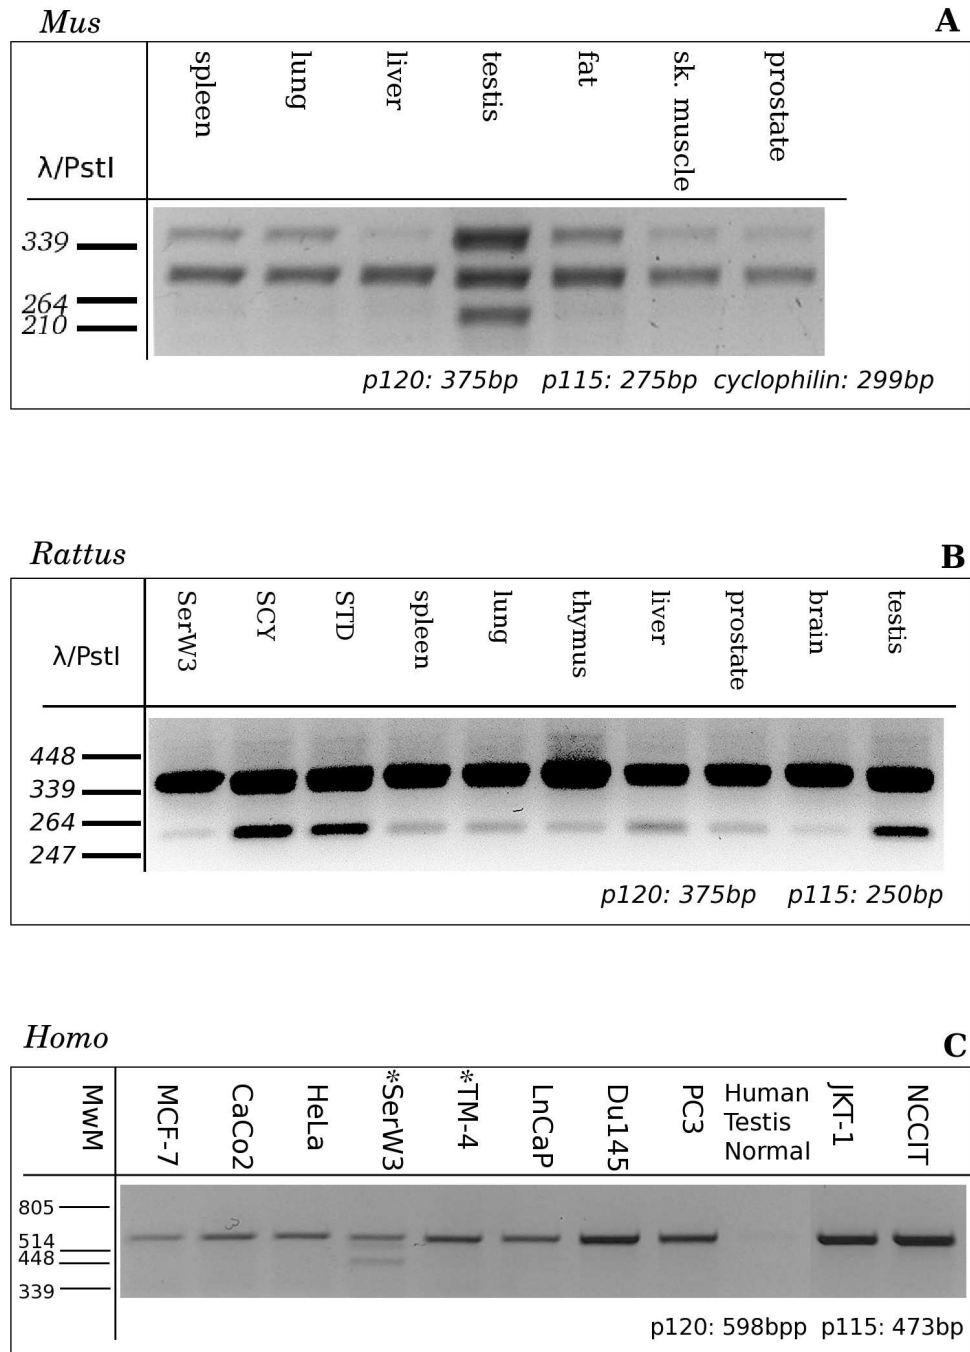 Mus
A
spleen
lung
liver
testis
fat
sk. muscle
prostate
λ/PstI
339
264
210
p120: 375bp p115: 275bp cyclophilin: 299bp
Rattus
B
SerW3
SCY
STD
spleen
lung
thymus
liver
prostate
brain
testis
λ/PstI
448
339
264
247
p120: 375bp p115: 250bp
Homo
C
MwM
MCF-7
CaCo2
HeLa
*SerW3
*TM-4
LnCaP
Du145
PC3
Human
Testis
Normal
JKT-1
NCCIT
805
514
448
339
p120: 598bpp p115: 473bp